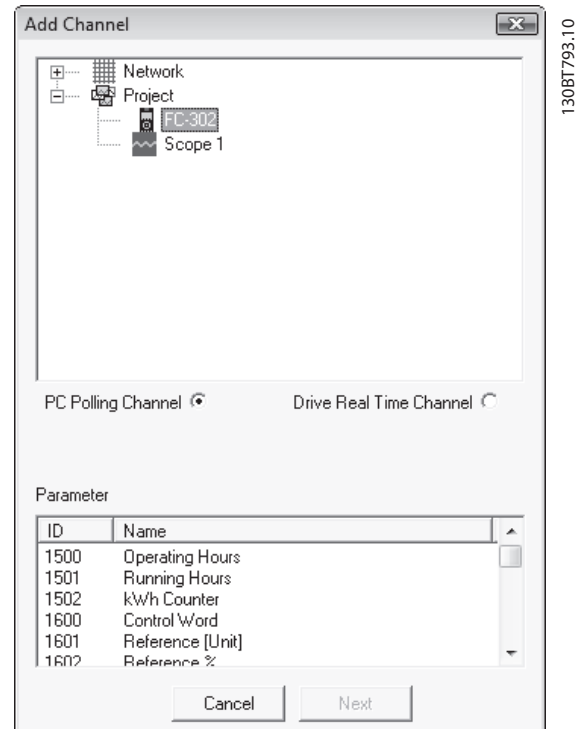 Add Channel
130BT793.10
Network
Project
FC-302
Scope 1
PC Polling Channel
Drive Real Time Channel
Parameter
ID Name
1500 Operating Hours
1501 Running Hours
1502 kWh Counter
1600 Control Word
1601 Reference [Unit]
1602 Reference %
Cancel Next